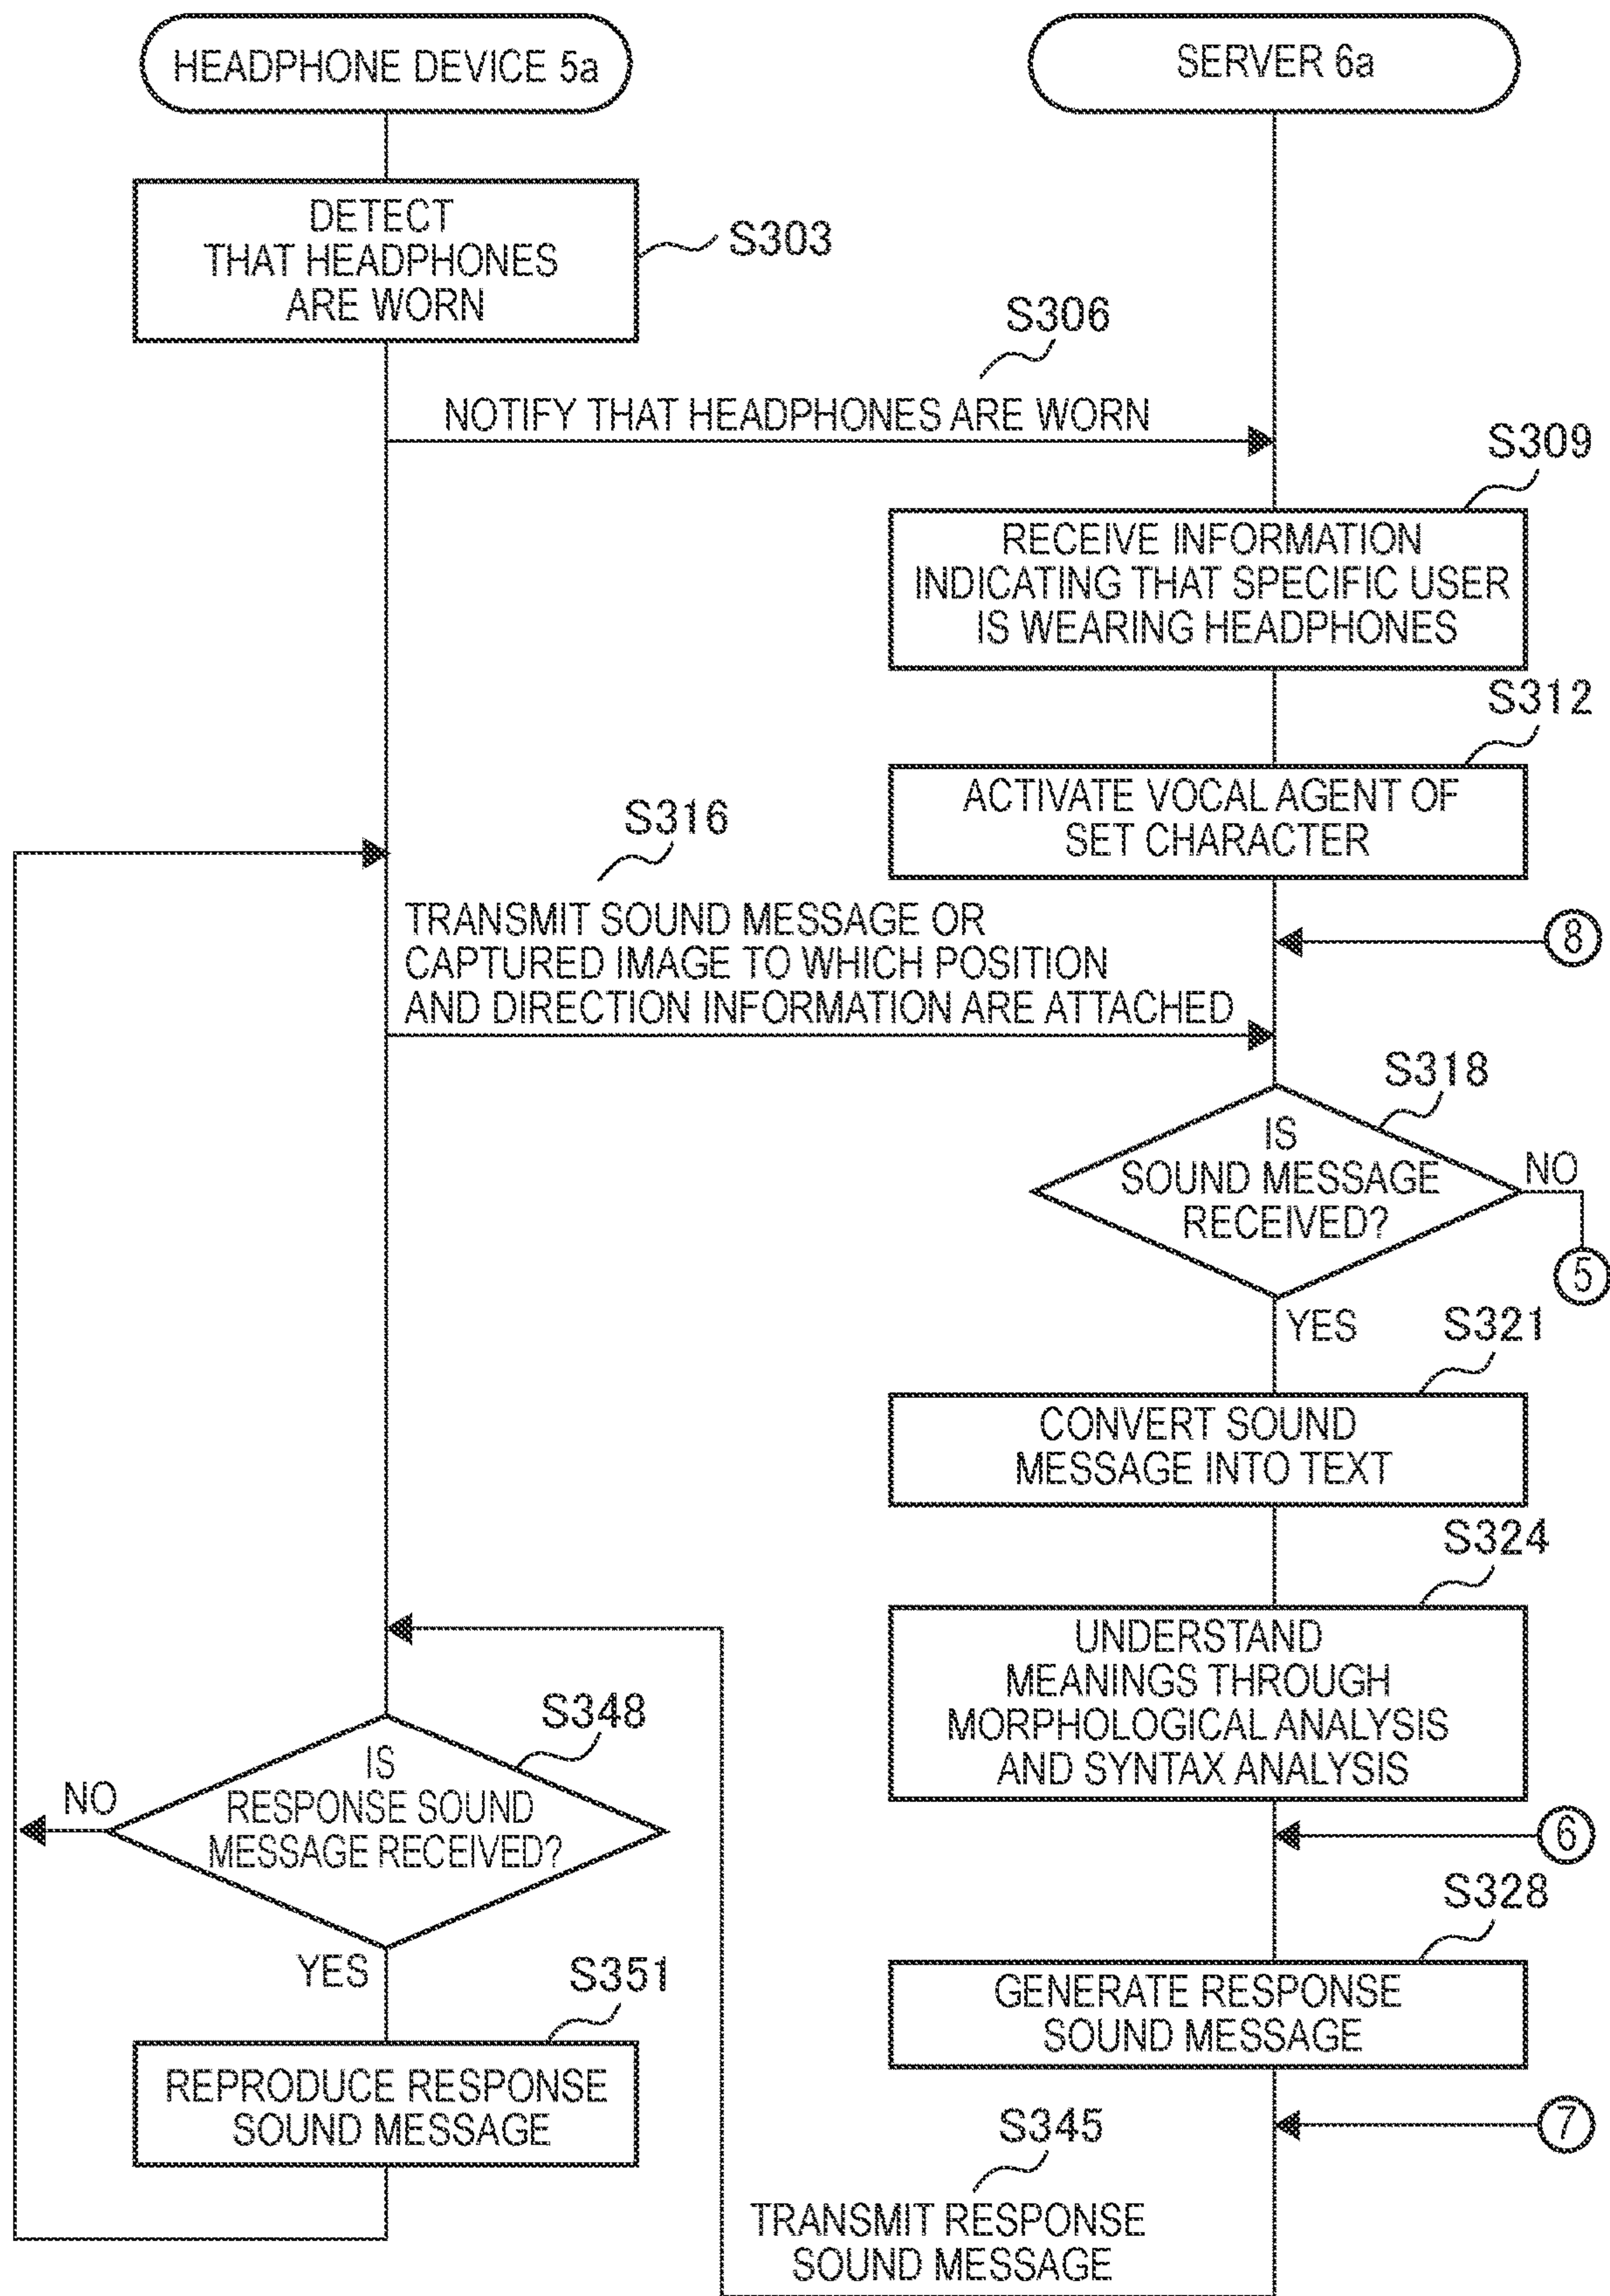 HEADPHONE DEVICE 5a
SERVER 6a
DETECT
THAT HEADPHONES
ARE WORN
S303
S306
NOTIFY THAT HEADPHONES ARE WORN
S309
RECEIVE INFORMATION
INDICATING THAT SPECIFIC USER
IS WEARING HEADPHONES
S312
ACTIVATE VOCAL AGENT OF
SET CHARACTER
S316
TRANSMIT SOUND MESSAGE OR
CAPTURED IMAGE TO WHICH POSITION
AND DIRECTION INFORMATION ARE ATTACHED
8
S318
IS
SOUND MESSAGE
RECEIVED?
NO
5
YES
S321
CONVERT SOUND
MESSAGE INTO TEXT
S324
UNDERSTAND
MEANINGS THROUGH
MORPHOLOGICAL ANALYSIS
AND SYNTAX ANALYSIS
S348
IS
RESPONSE SOUND
MESSAGE RECEIVED?
NO
6
S328
YES
S351
GENERATE RESPONSE
SOUND MESSAGE
REPRODUCE RESPONSE
SOUND MESSAGE
7
S345
TRANSMIT RESPONSE
SOUND MESSAGE